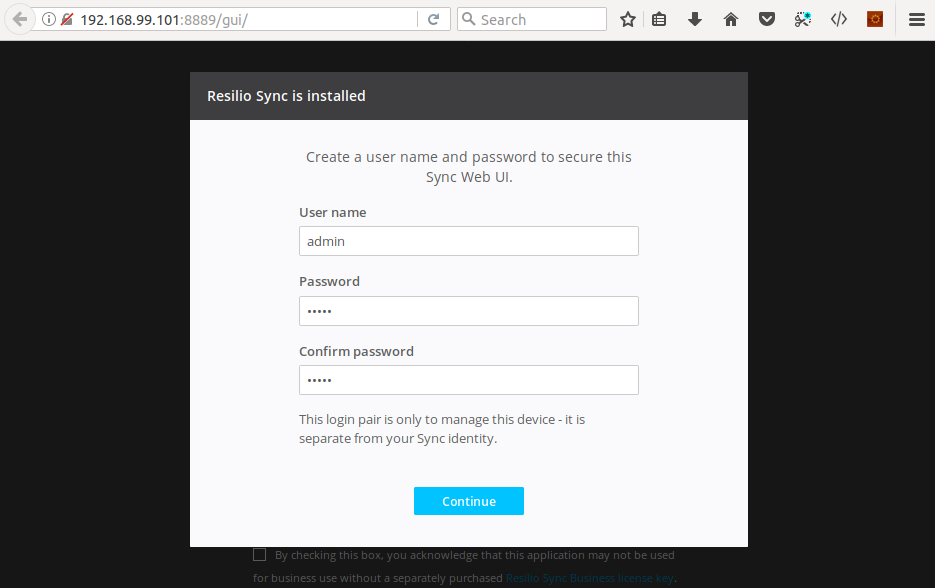 192.168.99.101:8889/gui/
Search
Resilio Sync is installed
Create a user name and password to secure this
Sync Web UI.
User name
admin
Password
•••••
Confirm password
•••••
This login pair is only to manage this device - it is
separate from your Sync identity.
Continue
By checking this box, you acknowledge that this application may not be used
for business use without a separately purchased Resilio Sync Business license key.